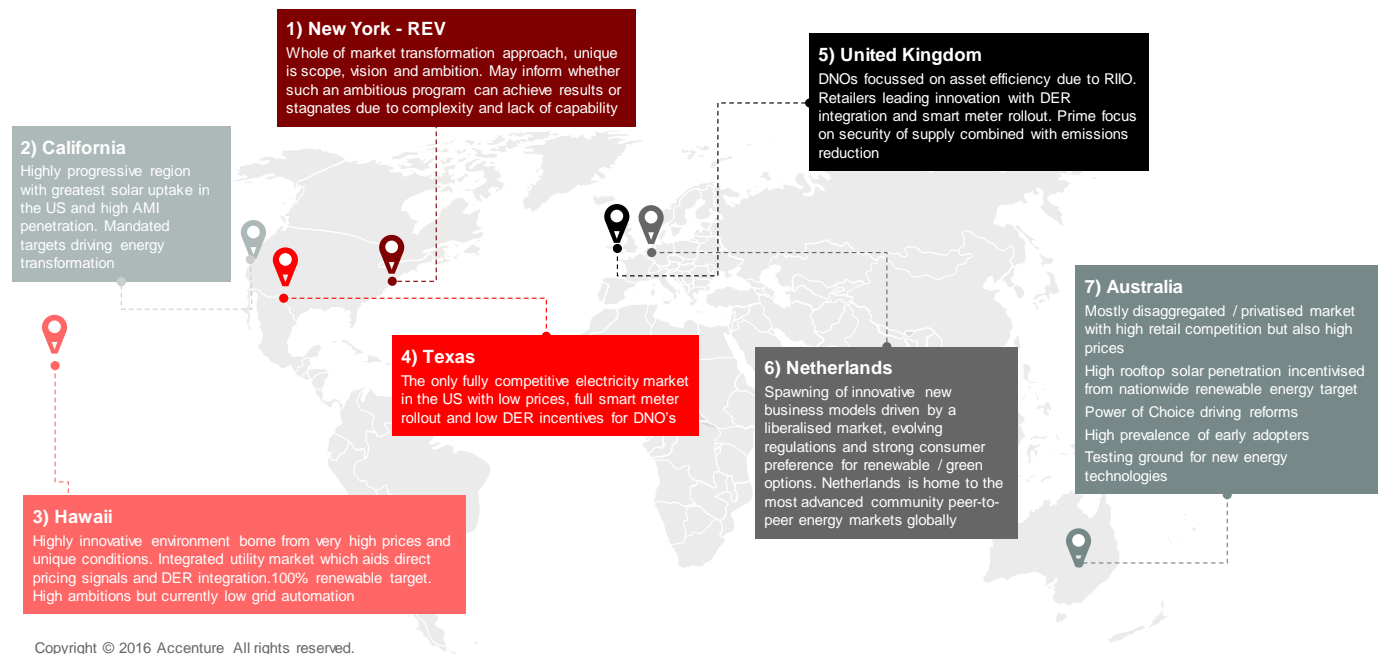 1) New York - REV
Whole of market transformation approach, unique
is scope, vision and ambition. May inform whether
such an ambitious program can achieve results or
stagnates due to complexity and lack of capability
2) California
Highly progressive region
with greatest solar uptake in
the US and high AMI
penetration. Mandated
targets driving energy
transformation
3) Hawaii
Highly innovative environment borne from very high prices and
unique conditions. Integrated utility market which aids direct
pricing signals and DER integration.100% renewable target.
High ambitions but currently low grid automation
4) Texas
The only fully competitive electricity market
in the US with low prices, full smart meter
rollout and low DER incentives for DNO's
5) United Kingdom
DNOs focussed on asset efficiency due to RIIO.
Retailers leading innovation with DER
integration and smart meter rollout. Prime focus
on security of supply combined with emissions
reduction
6) Netherlands
Spawning of innovative new
business models driven by a
liberalised market, evolving
regulations and strong consumer
preference for renewable / green
options. Netherlands is home to the
most advanced community peer-to-
peer energy markets globally
7) Australia
Mostly disaggregated / privatised market
with high retail competition but also high
prices
High rooftop solar penetration incentivised
from nationwide renewable energy target
Power of Choice driving reforms
High prevalence of early adopters
Testing ground for new energy
technologies
Copyright © 2016 Accenture All rights reserved.